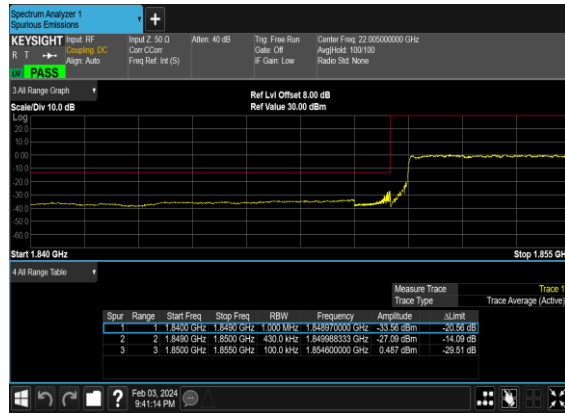 Spectrum Analyzer 1
Spurious Emissions
KEYSIGHT Input: RF Input Z: 50 Ω Atten: 40 dB Trig: Free Run Center Freq: 22.005000000 GHz
R T Coupling: DC Corr CCorr Gate: Off Avg|Hold: 100/100
Align: Auto Freq Ref: Int (S) IF Gain: Low Radio Std: None
PASS
3 All Range Graph
Ref Lvl Offset 8.00 dB
Scale/Div 10.0 dB Ref Value 30.00 dBm
Log
20.0
10.0
0.00
-10.0
-20.0
-30.0
-40.0
-50.0
-60.0
Start 1.840 GHz Stop 1.855 GH
4 All Range Table
Measure Trace Trace 1
Trace Type Trace Average (Active)
Spur Range Start Freq Stop Freq RBW Frequency Amplitude ΔLimit
1 1 1.8400 GHz 1.8490 GHz 1.000 MHz 1.848970000 GHz -33.56 dBm -20.56 dB
2 2 1.8490 GHz 1.8500 GHz 430.0 kHz 1.849988333 GHz -27.09 dBm -14.09 dB
3 3 1.8500 GHz 1.8550 GHz 100.0 kHz 1.854600000 GHz 0.487 dBm -29.51 dB
? Feb 03, 2024
9:41:14 PM